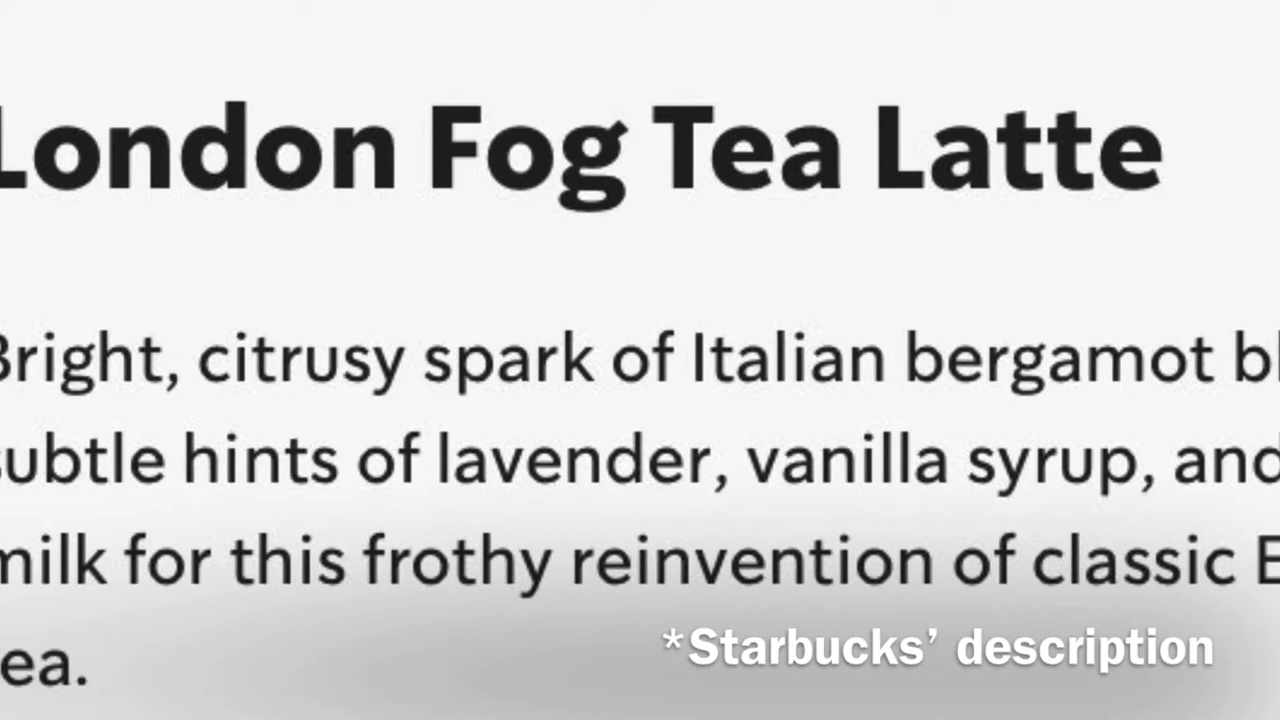 London Fog Tea Latte
Bright, citrusy spark of Italian bergamot bl
subtle hints of lavender, vanilla syrup, and
milk for this frothy reinvention of classic E
ea.
*Starbucks’ description